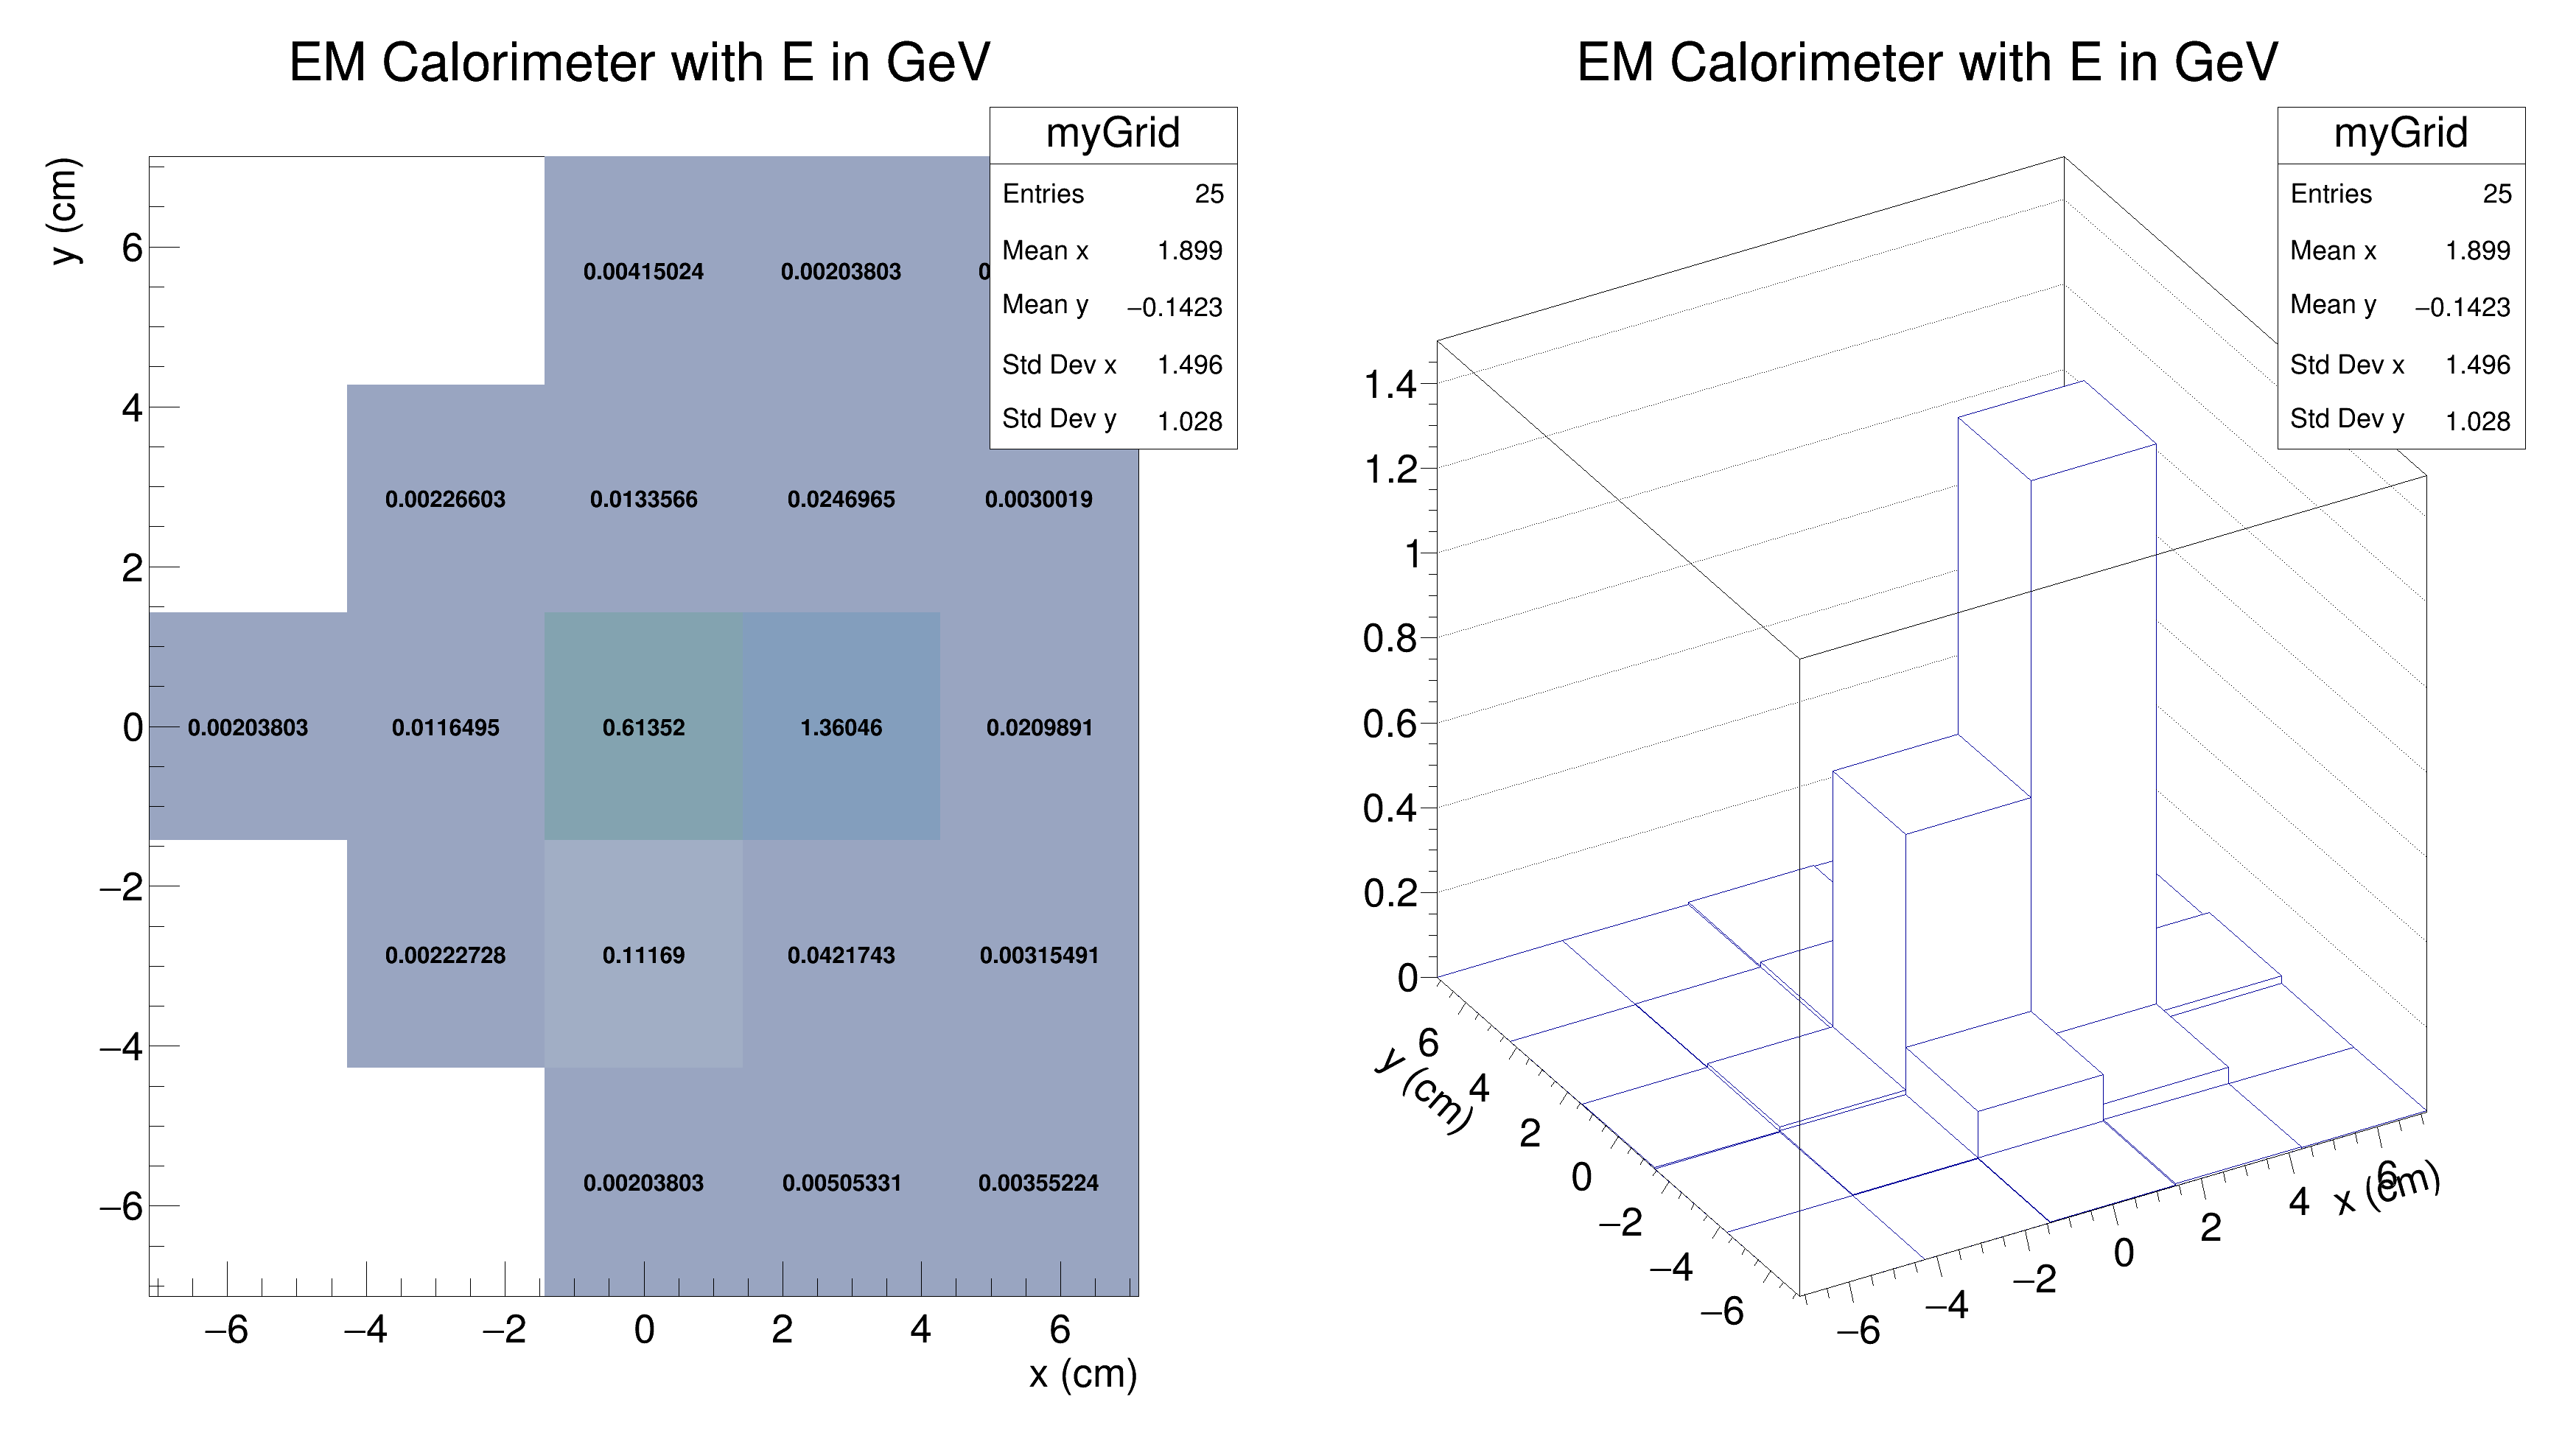 EM Calorimeter with E in GeV
myGrid
Entries 25
Mean x 1.899
Mean y −0.1423
Std Dev x 1.496
Std Dev y 1.028
y (cm)
6
4
2
0
−2
−4
−6
0.00415024 0.00203803
0.00226603 0.0133566 0.0246965 0.0030019
0.00203803 0.0116495 0.61352 1.36046 0.0209891
0.00222728 0.11169 0.0421743 0.00315491
0.00203803 0.00505331 0.00355224
−6 −4 −2 0 2 4 6
x (cm)
EM Calorimeter with E in GeV
myGrid
Entries 25
Mean x 1.899
Mean y −0.1423
Std Dev x 1.496
Std Dev y 1.028
1.4
1.2
1
0.8
0.6
0.4
0.2
0
y (cm)
6
4
2
0
−2
−4
−6
−6
−4
−2
0
2
4
6
x (cm)